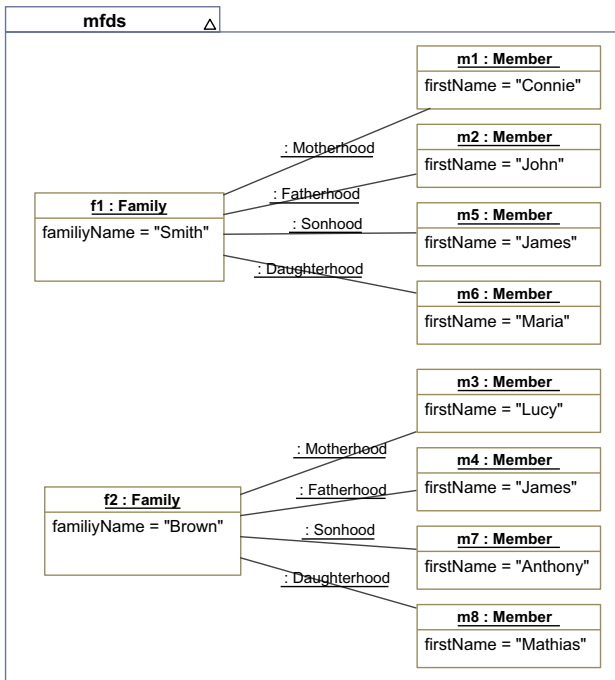 mfds
m1 : Member
firstName = "Connie"
: Motherhood
m2 : Member
firstName = "John"
: Fatherhood
f1 : Family
familiyName = "Smith"
: Sonhood
m5 : Member
firstName = "James"
: Daughterhood
m6 : Member
firstName = "Maria"
m3 : Member
firstName = "Lucy"
: Motherhood
m4 : Member
firstName = "James"
: Fatherhood
f2 : Family
familiyName = "Brown"
: Sonhood
m7 : Member
firstName = "Anthony"
: Daughterhood
m8 : Member
firstName = "Mathias"